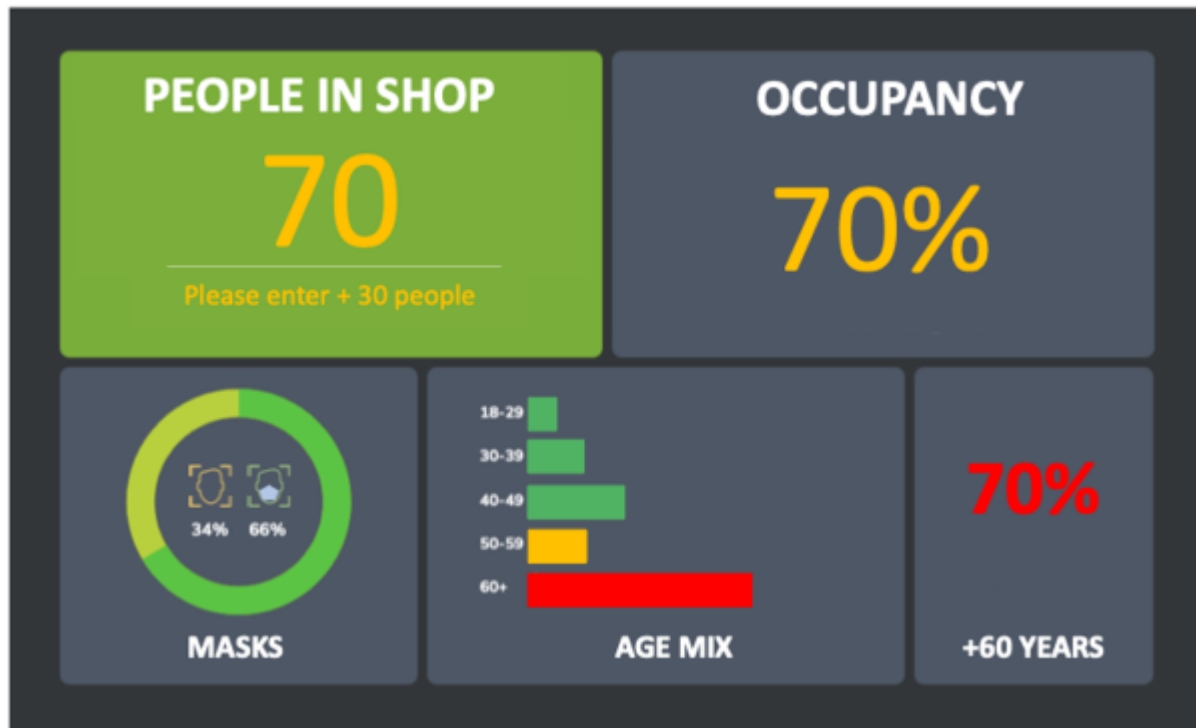 PEOPLE IN SHOP
70
Please enter + 30 people
OCCUPANCY
70%
34% 66%
MASKS
18-29
30-39
40-49
50-59
60+
AGE MIX
70%
+60 YEARS